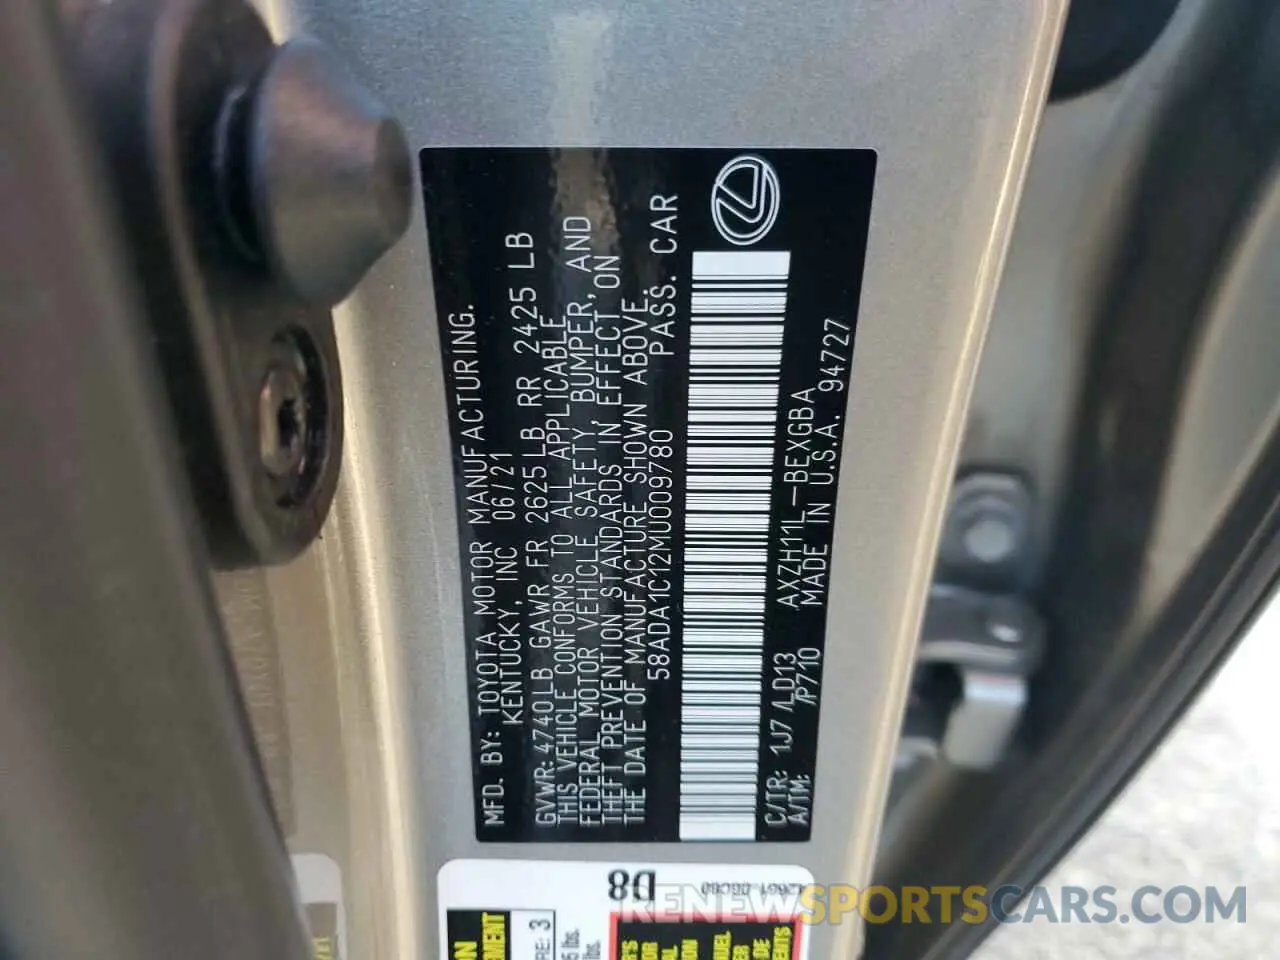 MFD. BY: TOYOTA MOTOR MANUFACTURING.
KENTUCKY, INC 06/21
GVWR: 4740LB GAWR FR 2625LB RR 2425 LB
THIS VEHICLE CONFORMS TO ALL APPLICABLE
FEDERAL MOTOR VEHICLE SAFETY, BUMPER, AND
THEFT PREVENTION STANDARDS IN EFFECT ON
THE DATE OF MANUFACTURE SHOWN ABOVE.
58ADA1C12MU009780 PASS. CAR
C/TR: 1J7 /LD13 AXZH11L-BEXGBA
A/TM: /P710 MADE IN U.S.A. 94727
D8
RENEWSPORTSCARS.COM